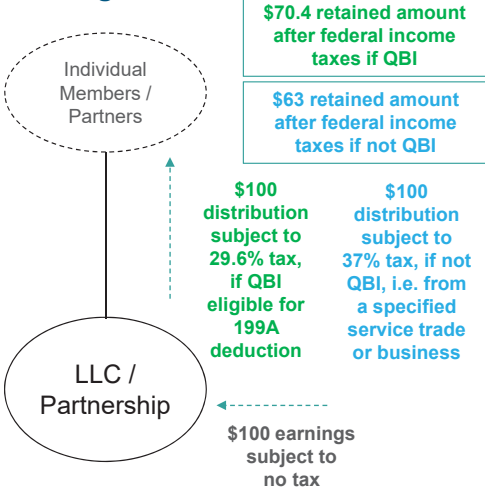 $70.4 retained amount
after federal income
taxes if QBI
Individual
Members /
Partners
$63 retained amount
after federal income
taxes if not QBI
$100
distribution
subject to
29.6% tax,
if QBI
eligible for
199A
deduction
$100
distribution
subject to
37% tax, if not
QBI, i.e. from
a specified
service trade
or business
LLC /
Partnership
$100 earnings
subject to
no tax